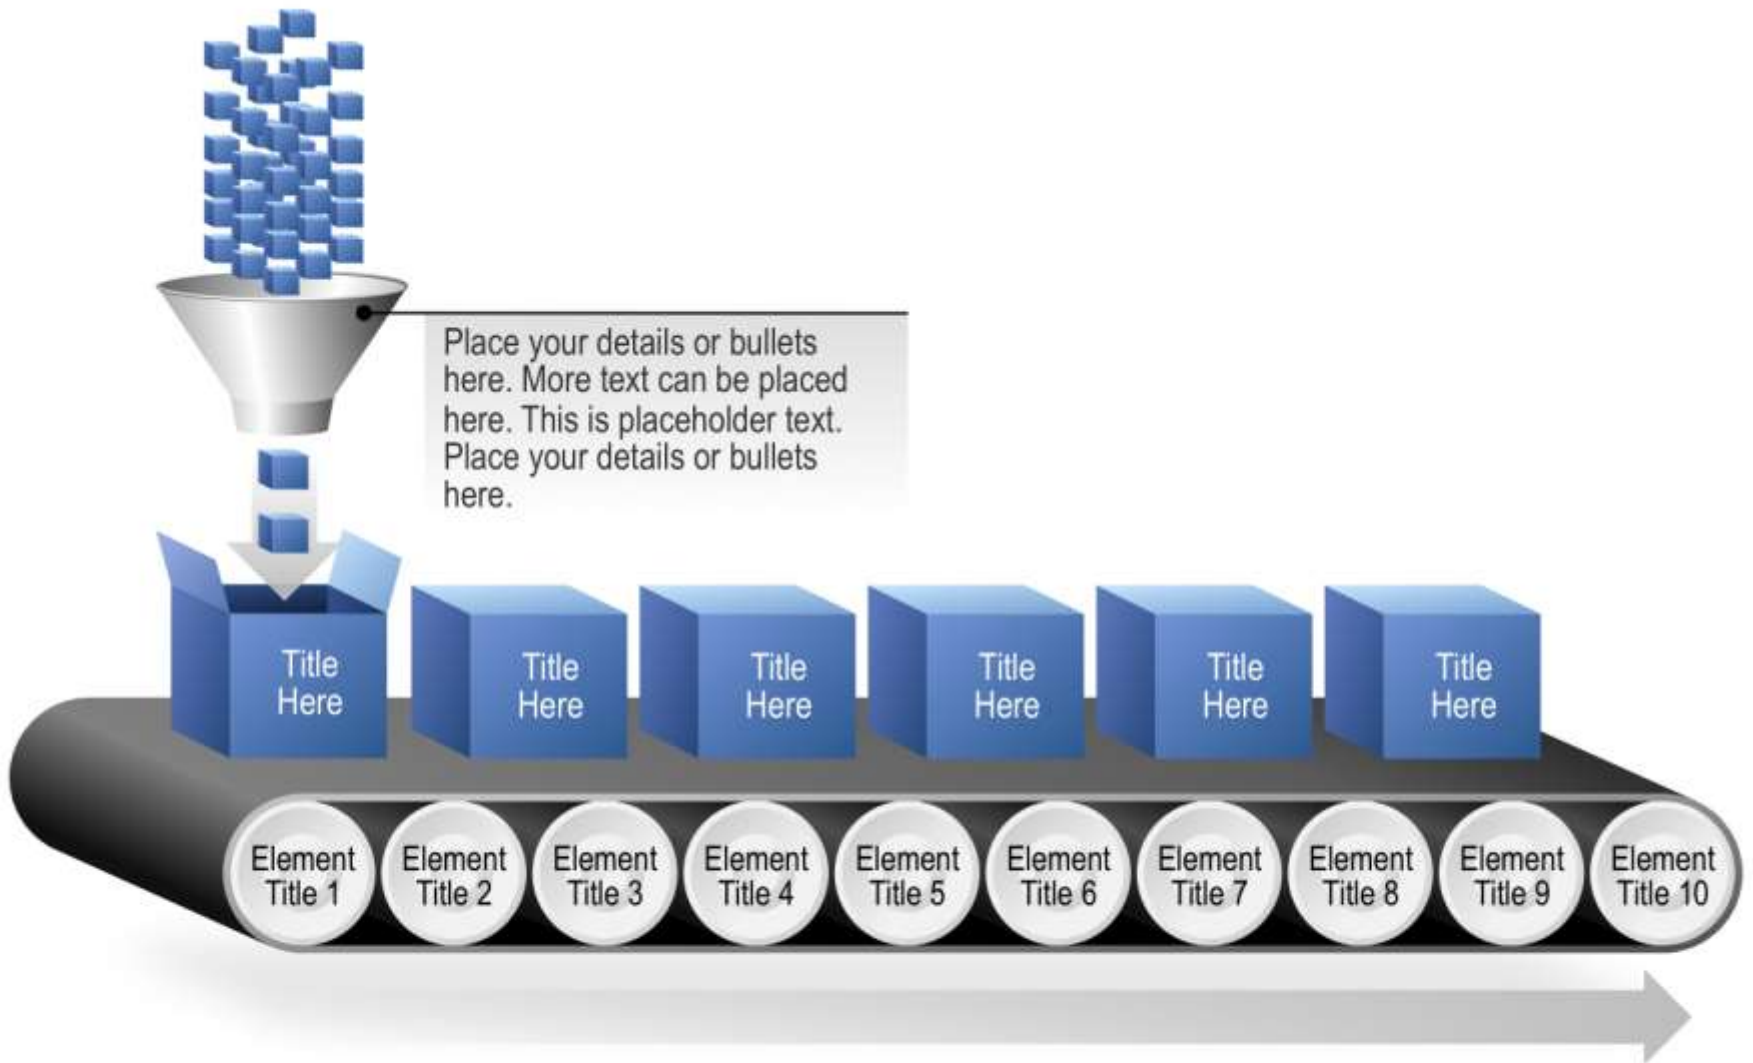 Place your details or bullets
here. More text can be placed
here. This is placeholder text.
Place your details or bullets
here.
Title
Here
Title
Here
Title
Here
Title
Here
Title
Here
Title
Here
Element
Title 1
Element
Title 2
Element
Title 3
Element
Title 4
Element
Title 5
Element
Title 6
Element
Title 7
Element
Title 8
Element
Title 9
Element
Title 10